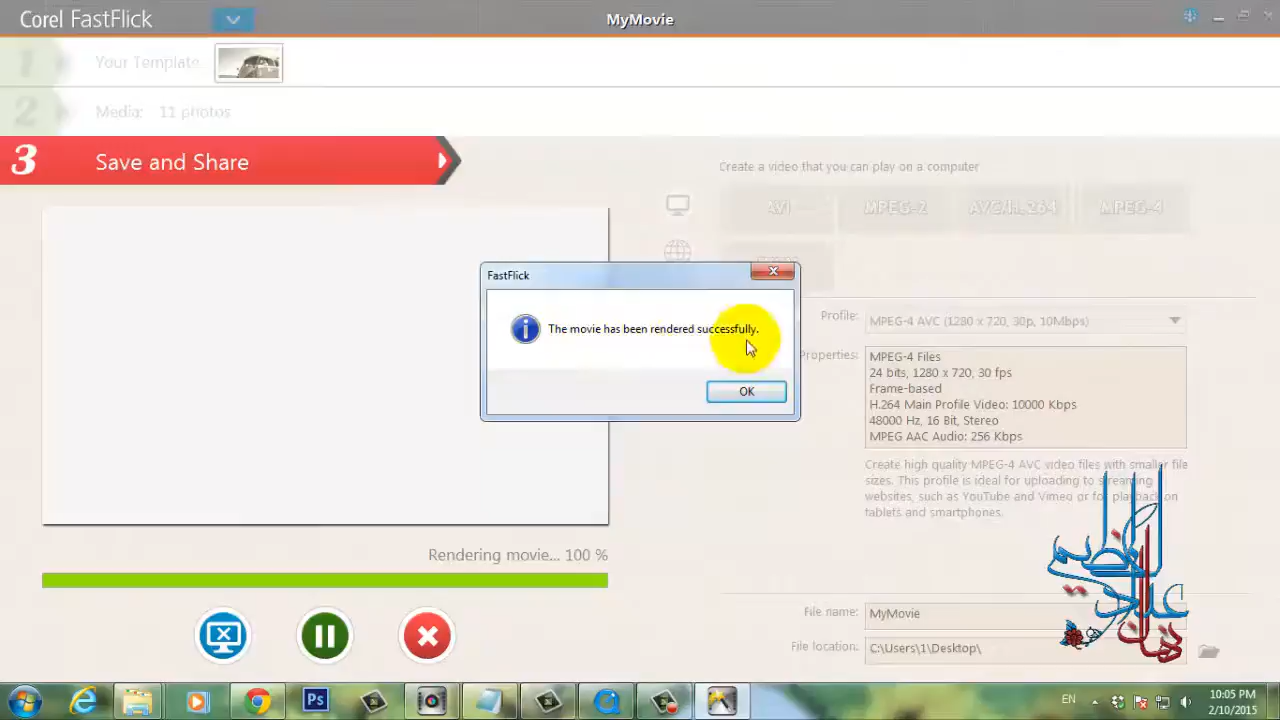 Corel FastFlick
MyMovie
1
Your Template...
2
Media: 11 photos
3
Save and Share
Create a video that you can play on a computer
AVI
MPEG-2
AVC/H.264
MPEG-4
FastFlick
The movie has been rendered successfully.
OK
Profile:
MPEG-4 AVC (1280 x 720, 30p, 10Mbps)
Properties:
MPEG-4 Files
24 bits, 1280 x 720, 30 fps
Frame-based
H.264 Main Profile Video: 10000 Kbps
48000 Hz, 16 Bit, Stereo
MPEG AAC Audio: 256 Kbps
Create high quality MPEG-4 AVC video files with smaller file
sizes. This profile is ideal for uploading to streaming
websites, such as YouTube and Vimeo or for playback on
tablets and smartphones.
Rendering movie... 100 %
File name:
MyMovie
File location:
C:\Users\1\Desktop\
Ps
EN
10:05 PM
2/10/2015